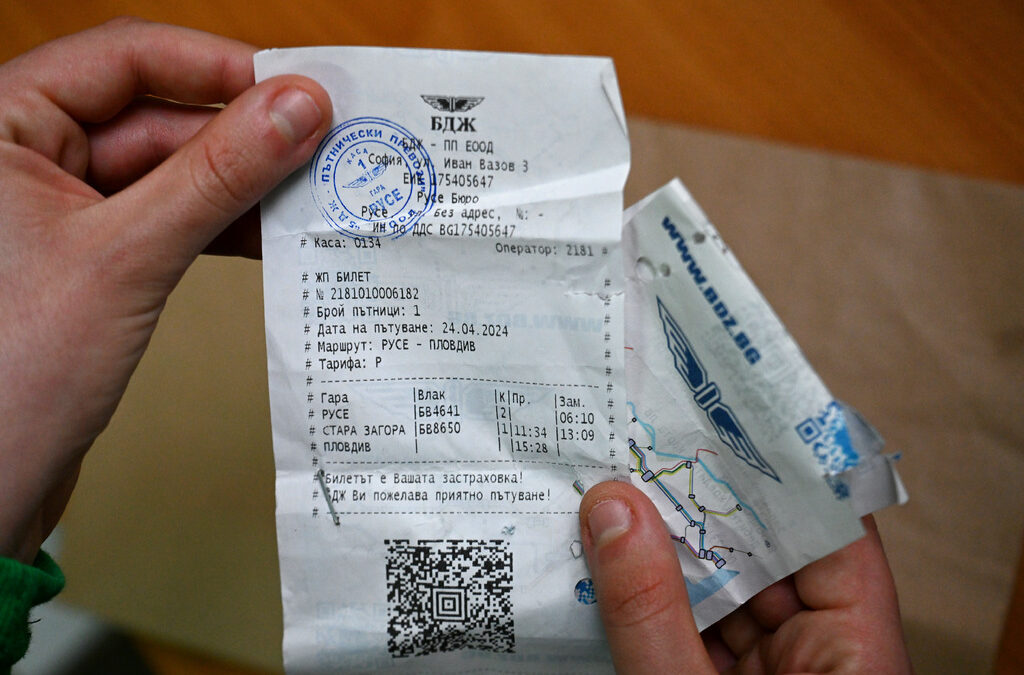 БДЖ
БДЖ - ПП ЕООД
София, ул. Иван Вазов 3
ЕИК 175405647
Русе Бюро
Русе Без адрес, №: -
ИН по ДДС BG175405647
# Каса: 0134 Оператор: 2181 #
"БДЖ - ПЪТНИЧЕСКИ ПРЕВОЗИ" ЕООД
КАСА
1
ГАРА
РУСЕ
# ЖП БИЛЕТ #
# № 2181010006182 #
# Брой пътници: 1 #
# Дата на пътуване: 24.04.2024 #
# Маршрут: РУСЕ - ПЛОВДИВ #
# Тарифа: Р #
# Гара |Влак |К|Пр. |Зам. #
# РУСЕ |БВ4641 |2| |06:10 #
# СТАРА ЗАГОРА |БВ8650 |1|11:34 |13:09 #
# ПЛОВДИВ | | |15:28 | #
# Билетът е Вашата застраховка! #
# БДЖ Ви пожелава приятно пътуване! #
WWW.BDZ.BG